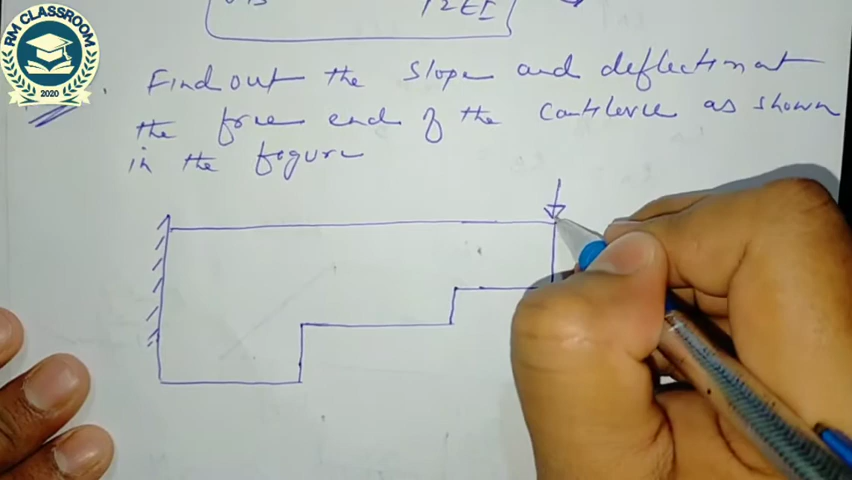 RM CLASSROOM
2020
12EI
Find out the slope and deflection at
the free end of the cantilever as shown
in the figure